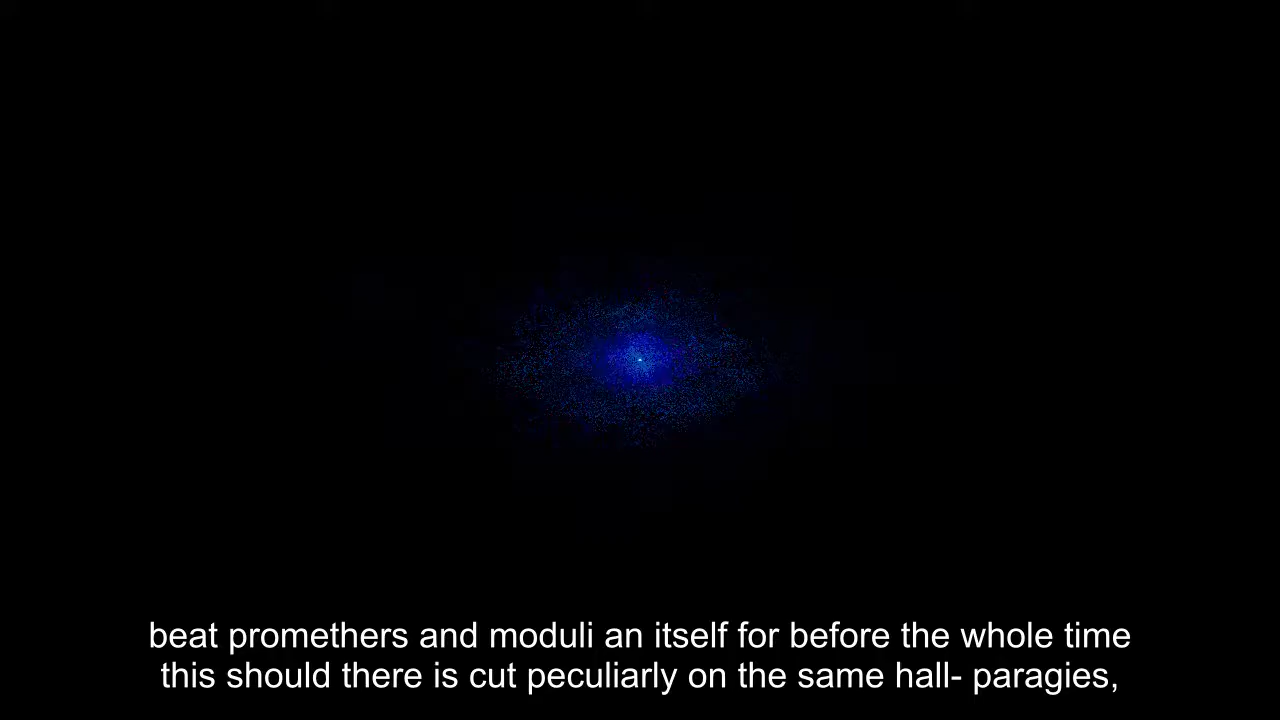 beat promethers and moduli an itself for before the whole time
this should there is cut peculiarly on the same hall- paragies,